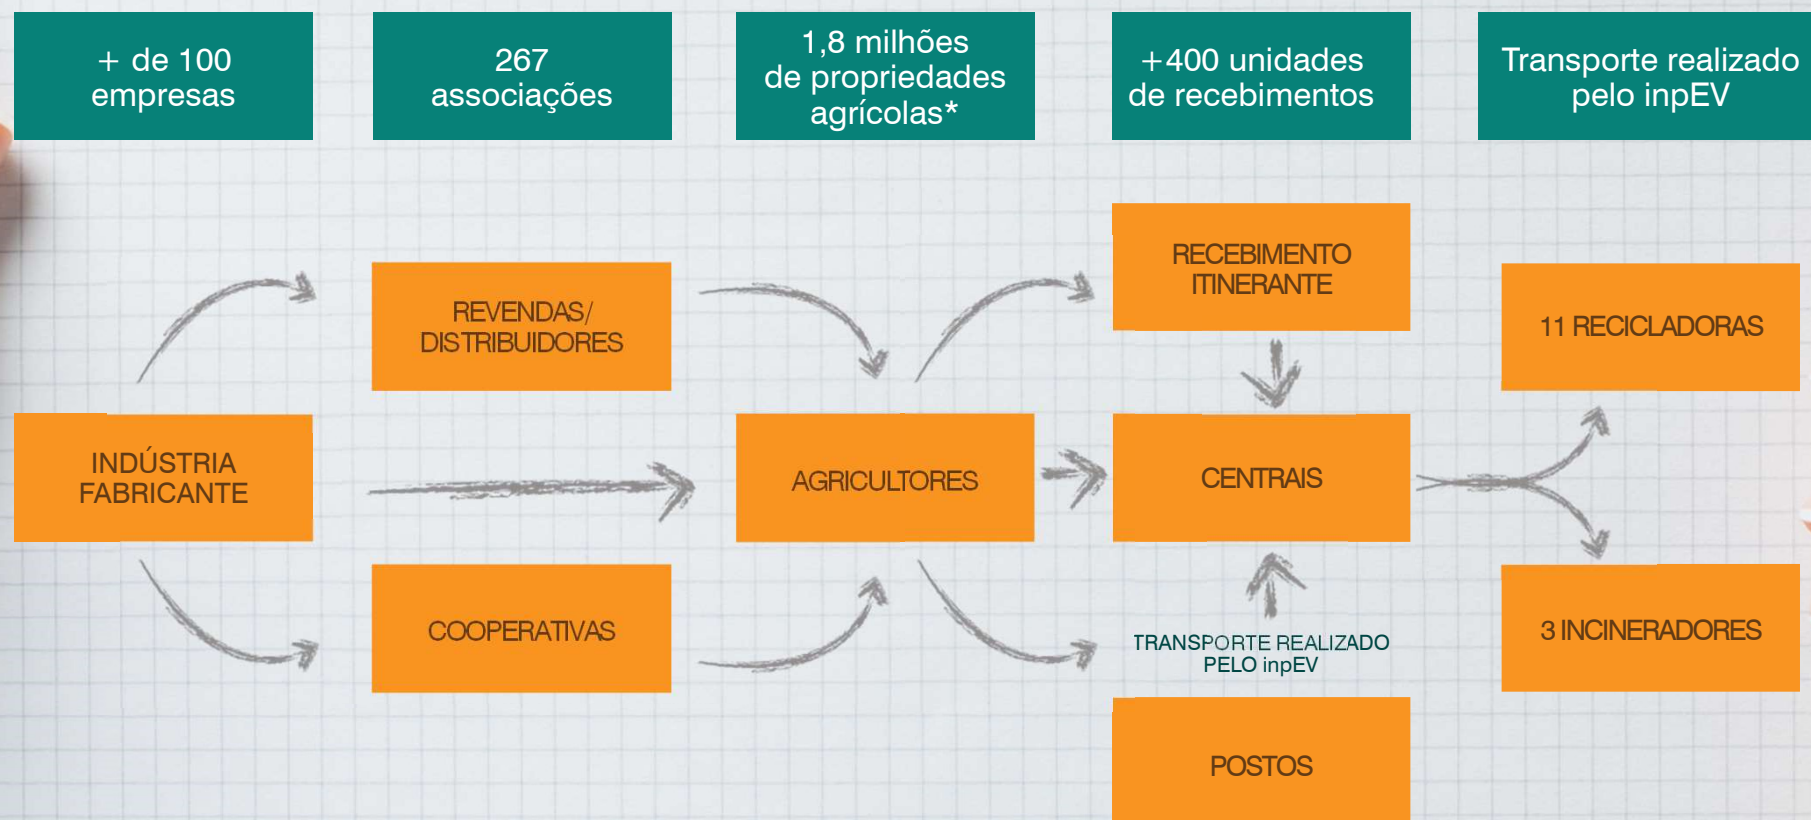 + de 100
empresas
267
associações
1,8 milhões
de propriedades
agrícolas*
+400 unidades
de recebimentos
Transporte realizado
pelo inpEV
RECEBIMENTO
ITINERANTE
REVENDAS/
DISTRIBUIDORES
11 RECICLADORAS
INDÚSTRIA
FABRICANTE
AGRICULTORES
CENTRAIS
COOPERATIVAS
TRANSPORTE REALIZADO
PELO inpEV
3 INCINERADORES
POSTOS